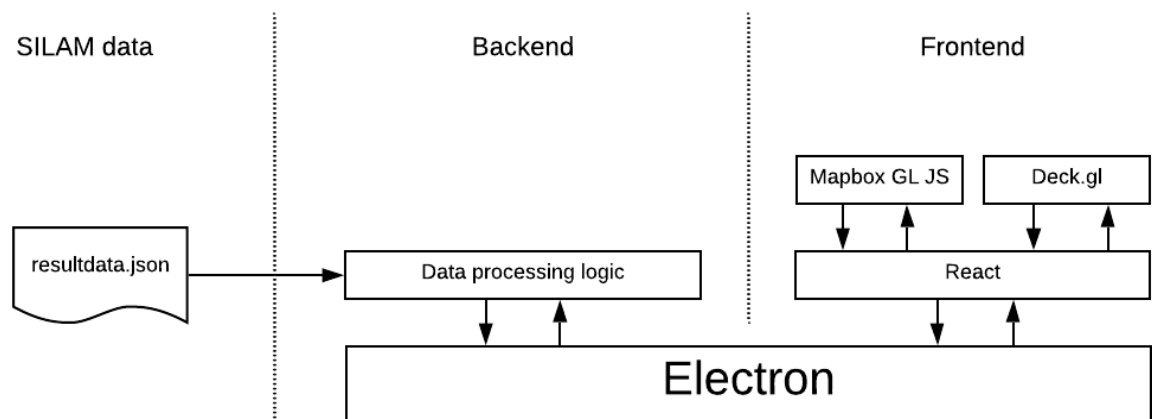 SILAM data
Backend
Frontend
Mapbox GL JS
Deck.gl
resultdata.json
Data processing logic
React
Electron